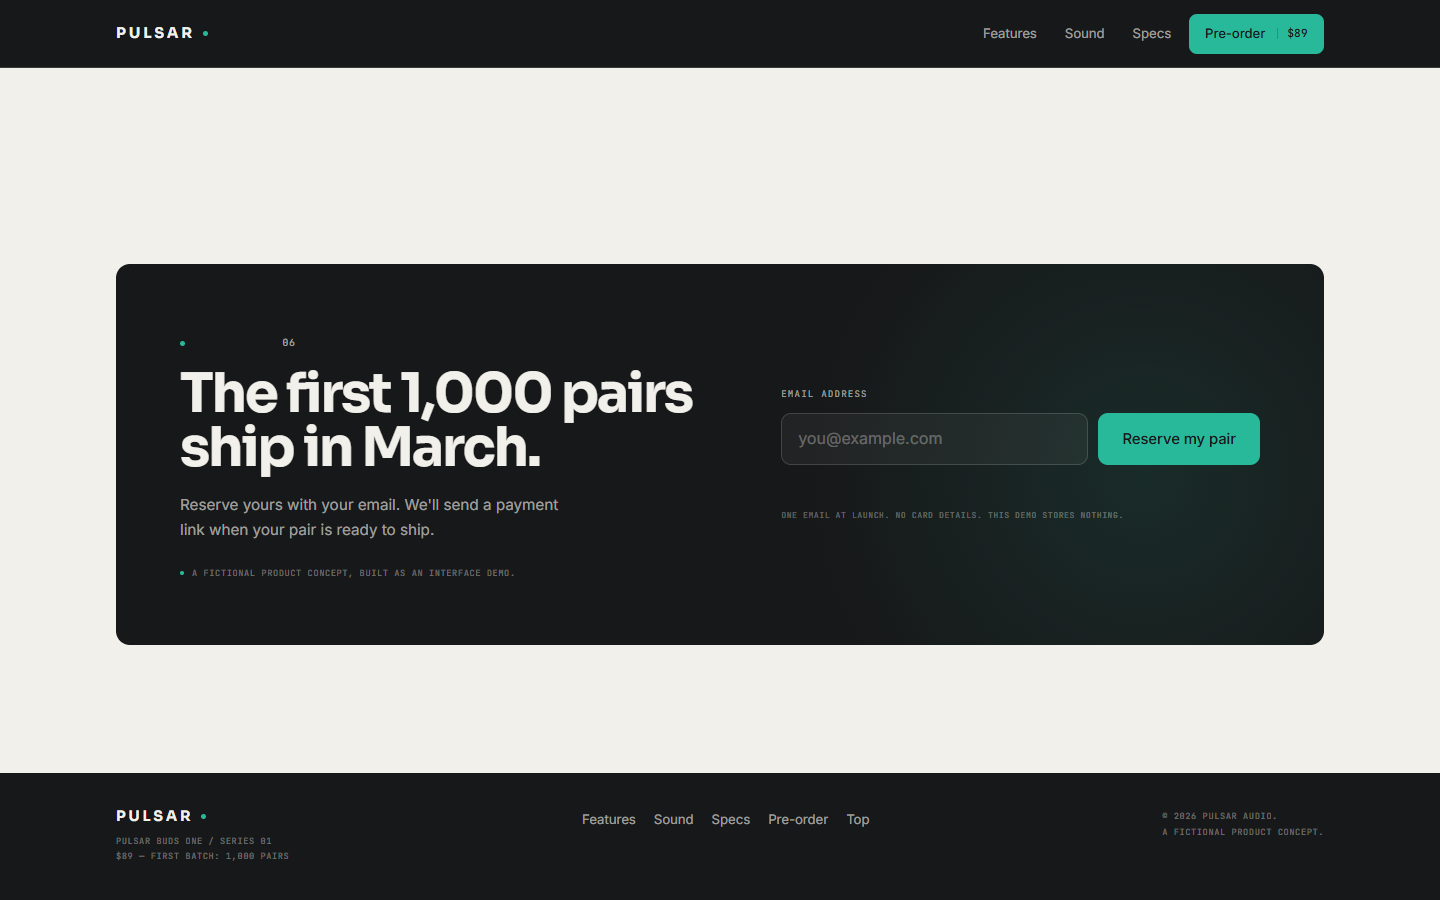 PULSAR
Features
Sound
Specs
Pre-order
$89
06
The first 1,000 pairs
ship in March.
Reserve yours with your email. We'll send a payment
link when your pair is ready to ship.
A FICTIONAL PRODUCT CONCEPT, BUILT AS AN INTERFACE DEMO.
EMAIL ADDRESS
you@example.com
Reserve my pair
ONE EMAIL AT LAUNCH. NO CARD DETAILS. THIS DEMO STORES NOTHING.
PULSAR
PULSAR BUDS ONE / SERIES 01
$89 — FIRST BATCH: 1,000 PAIRS
Features
Sound
Specs
Pre-order
Top
© 2026 PULSAR AUDIO.
A FICTIONAL PRODUCT CONCEPT.